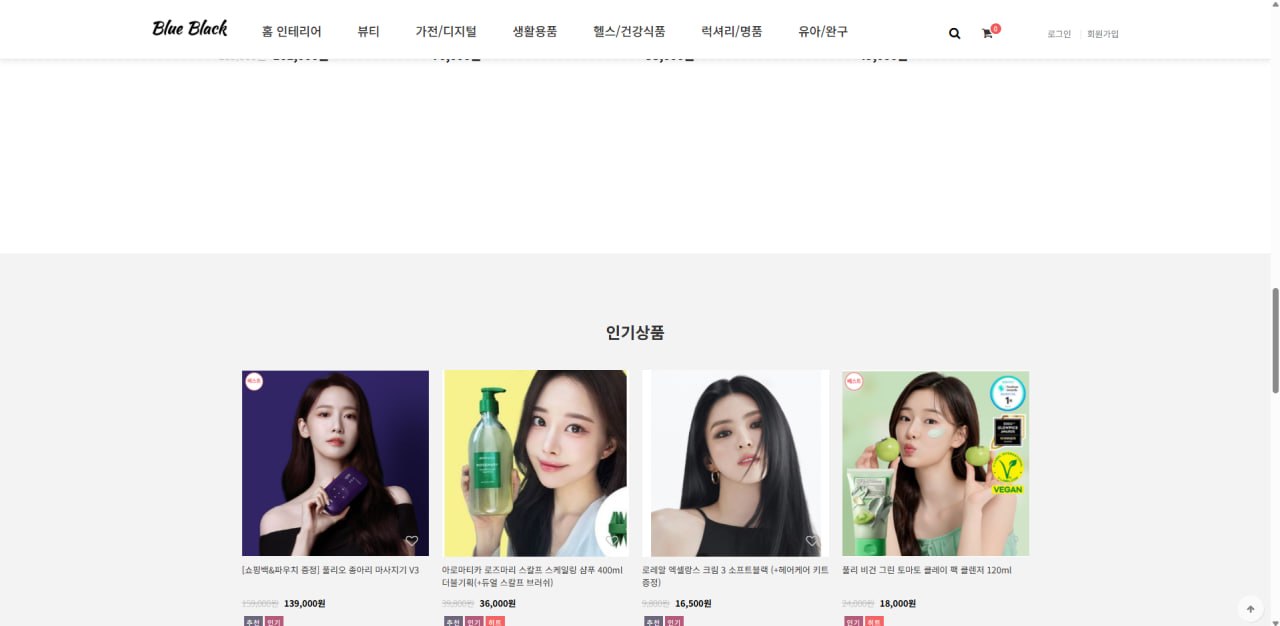 Blue Black
홈 인테리어 뷰티 가전/디지털 생활용품 헬스/건강식품 럭셔리/명품 유아/완구
0
로그인 회원가입
인기상품
베스트
베스트
VEGAN
[쇼핑백&파우치 증정] 풀리오 종아리 마사지기 V3
159,000원 139,000원
추천 인기
아로마티카 로즈마리 스칼프 스케일링 샴푸 400ml
더블기획(+듀얼 스칼프 브러쉬)
39,800원 36,000원
추천 인기 히트
로레알 엑셀랑스 크림 3 소프트블랙 (+헤어케어 키트
증정)
9,800원 16,500원
추천 인기
풀리 비건 그린 토마토 클레이 팩 클렌저 120ml
24,000원 18,000원
인기 히트